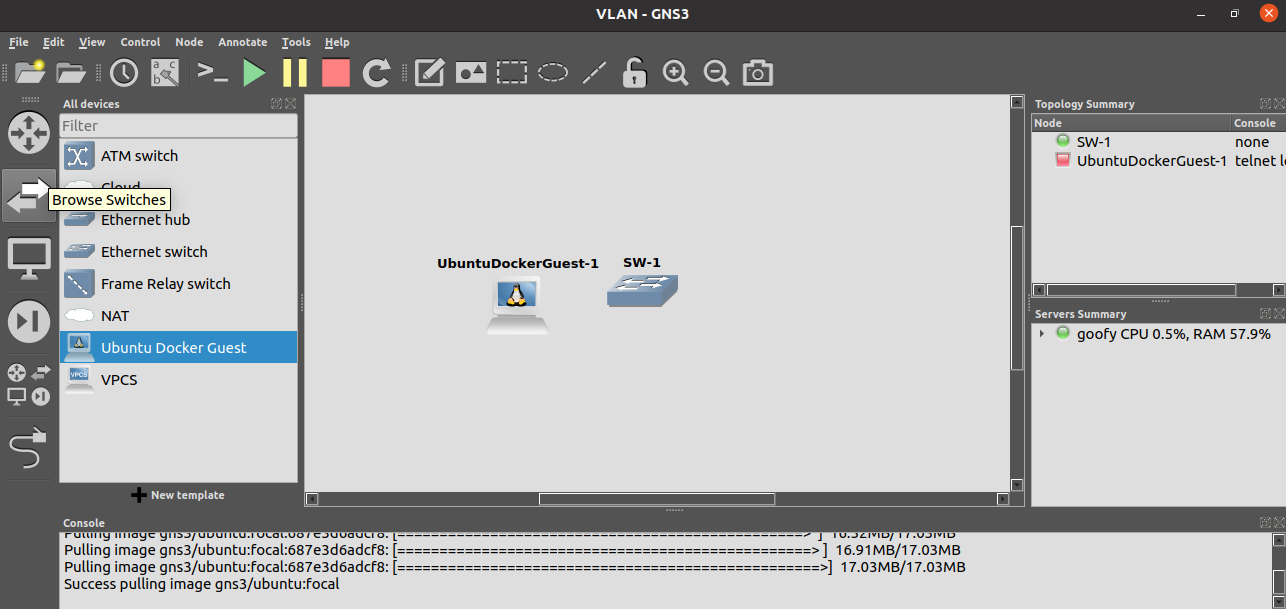 VLAN - GNS3
File Edit View Control Node Annotate Tools Help
All devices
Filter
ATM switch
Cloud
Browse Switches
Ethernet hub
Ethernet switch
Frame Relay switch
NAT
Ubuntu Docker Guest
VPCS
VPCS
New template
UbuntuDockerGuest-1
SW-1
Topology Summary
Node Console
SW-1 none
UbuntuDockerGuest-1 telnet l
Servers Summary
goofy CPU 0.5%, RAM 57.9%
Console
Pulling image gns3/ubuntu:focal:687e3d6adcf8: [=================================================> ] 16.52MB/17.03MB
Pulling image gns3/ubuntu:focal:687e3d6adcf8: [=================================================> ] 16.91MB/17.03MB
Pulling image gns3/ubuntu:focal:687e3d6adcf8: [==================================================>] 17.03MB/17.03MB
Success pulling image gns3/ubuntu:focal